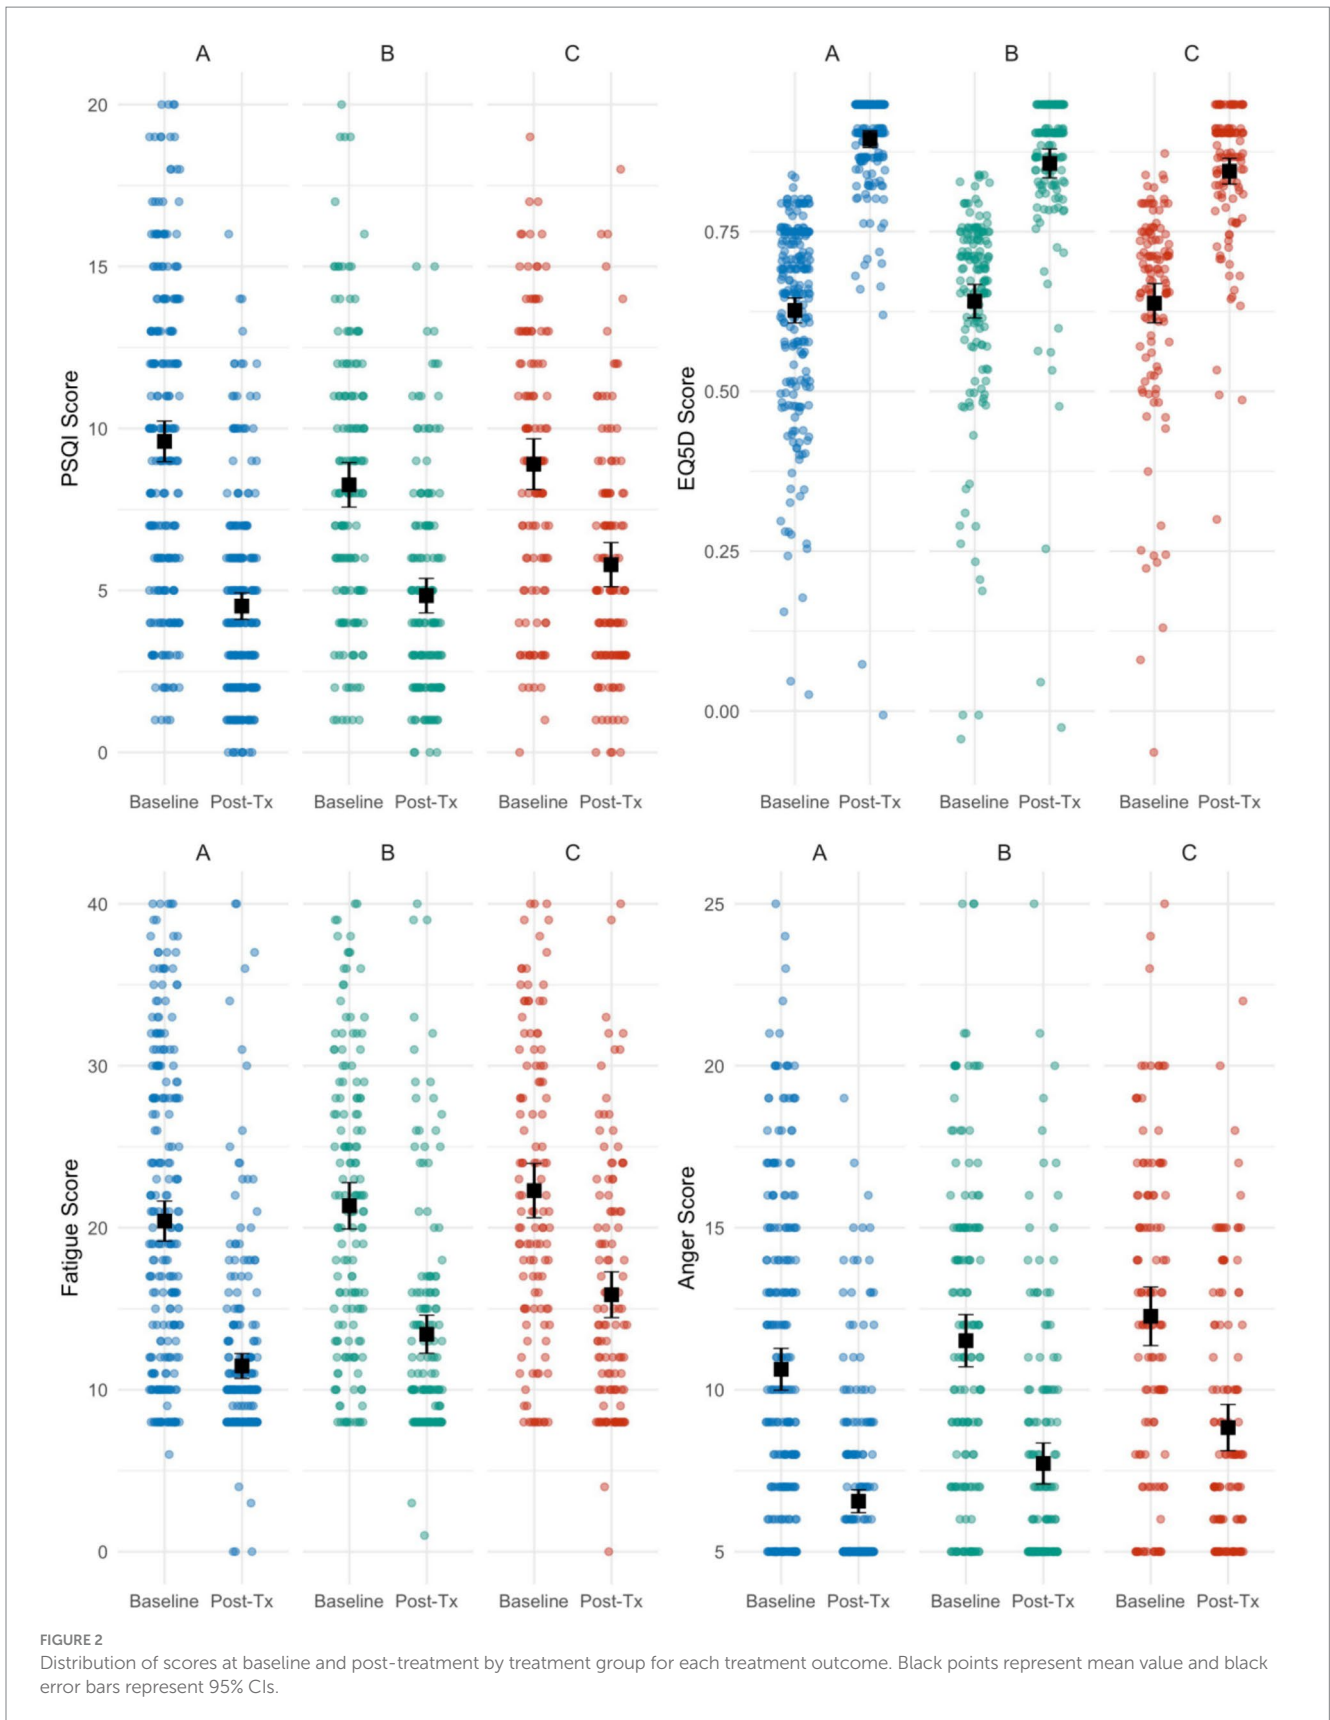 A B C
20
15
10
5
0
PSQI Score
Baseline Post-Tx Baseline Post-Tx Baseline Post-Tx
A B C
0.75
0.50
0.25
0.00
EQ5D Score
Baseline Post-Tx Baseline Post-Tx Baseline Post-Tx
A B C
40
30
20
10
0
Fatigue Score
Baseline Post-Tx Baseline Post-Tx Baseline Post-Tx
A B C
25
20
15
10
5
Anger Score
Baseline Post-Tx Baseline Post-Tx Baseline Post-Tx
FIGURE 2
Distribution of scores at baseline and post-treatment by treatment group for each treatment outcome. Black points represent mean value and black
error bars represent 95% CIs.